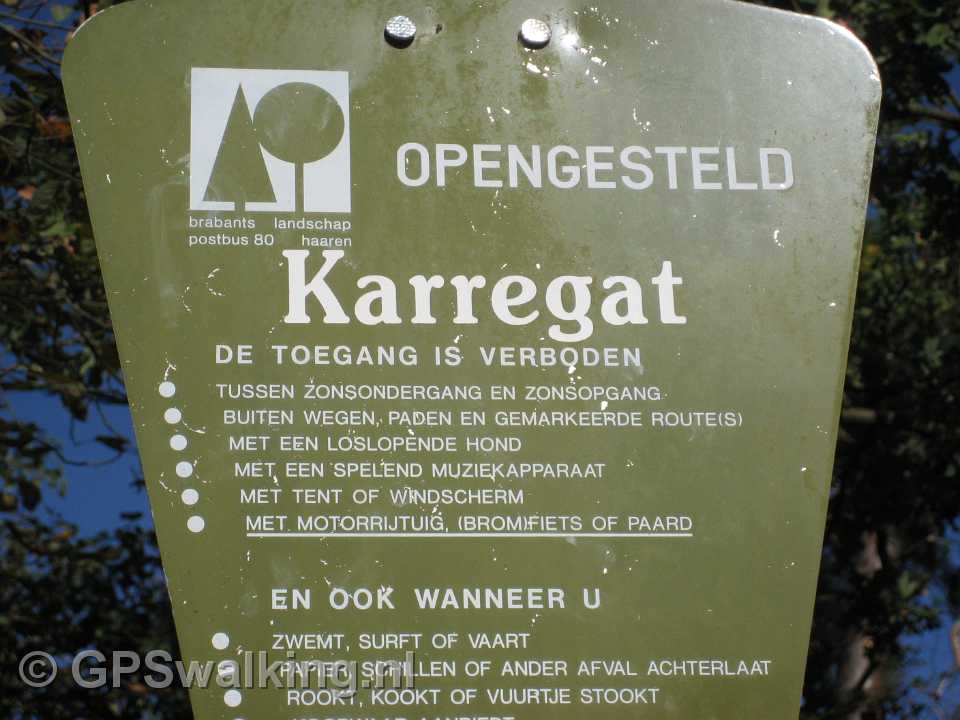 OPENGESTELD
brabants landschap
postbus 80 haaren
Karregat
DE TOEGANG IS VERBODEN
TUSSEN ZONSONDERGANG EN ZONSOPGANG
BUITEN WEGEN, PADEN EN GEMARKEERDE ROUTE(S)
MET EEN LOSLOPENDE HOND
MET EEN SPELEND MUZIEKAPPARAAT
MET TENT OF WINDSCHERM
MET MOTORRIJTUIG, (BROM)FIETS OF PAARD
EN OOK WANNEER U
ZWEMT, SURFT OF VAART
PAPIER, SCHILLEN OF ANDER AFVAL ACHTERLAAT
ROOKT, KOOKT OF VUURTJE STOOKT
© GPSwalking.nl